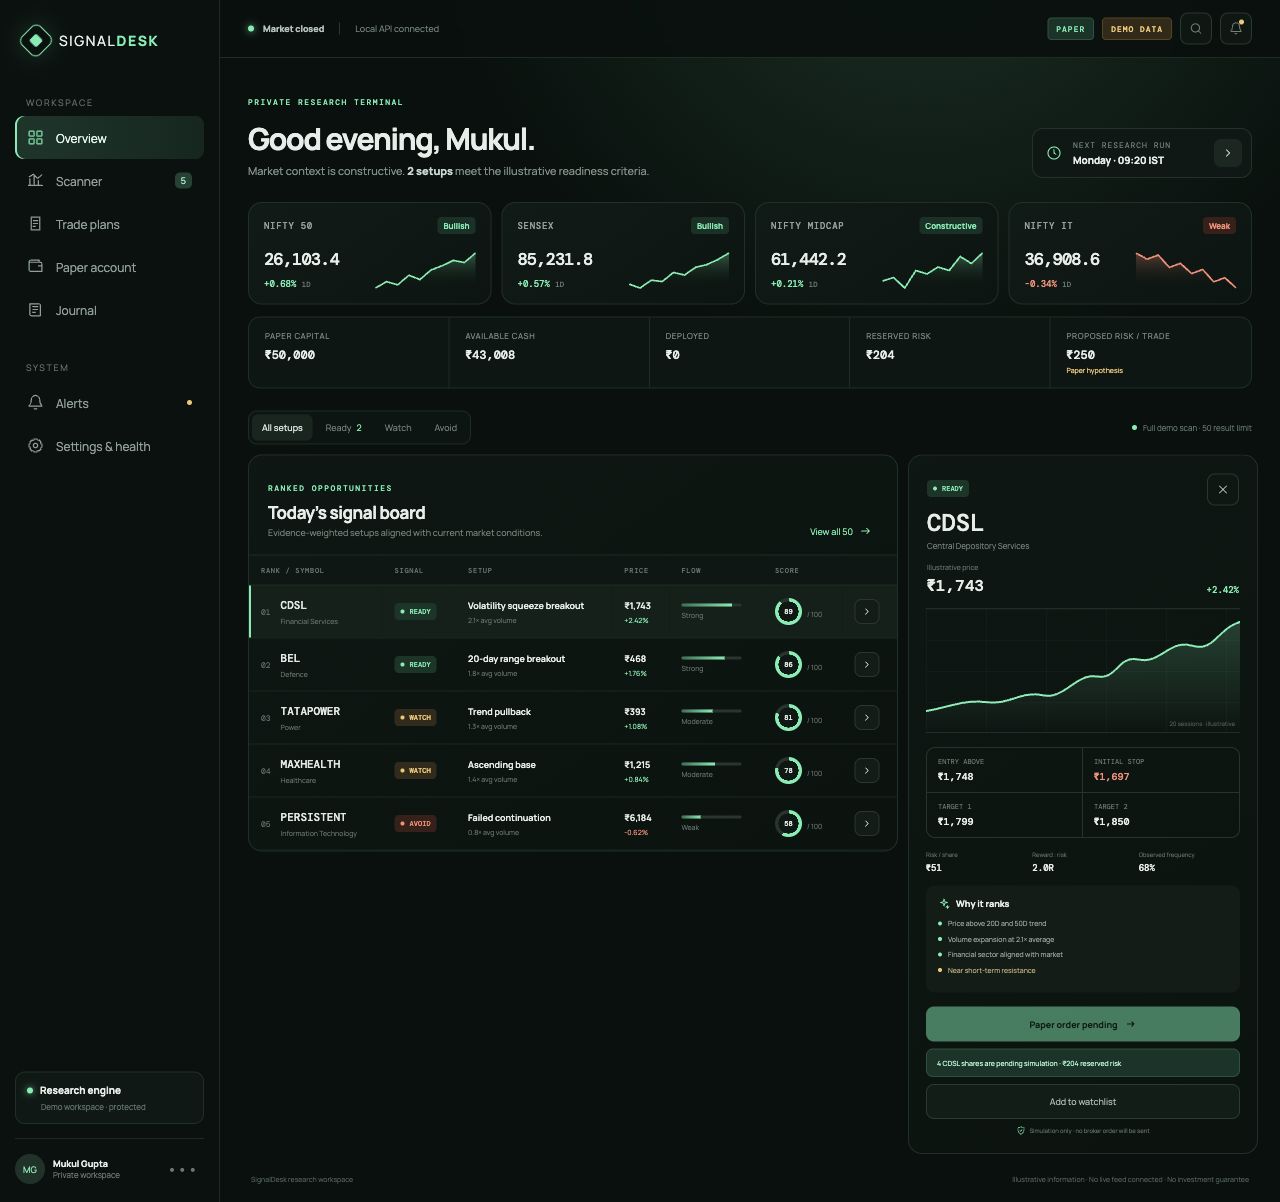 SIGNALDESK
WORKSPACE
Overview
Scanner 5
Trade plans
Paper account
Journal
SYSTEM
Alerts
Settings & health
Research engine
Demo workspace · protected
MG
Mukul Gupta
Private workspace
Market closed
Local API connected
PAPER
DEMO DATA
PRIVATE RESEARCH TERMINAL
Good evening, Mukul.
Market context is constructive. 2 setups meet the illustrative readiness criteria.
NEXT RESEARCH RUN
Monday · 09:20 IST
NIFTY 50 Bullish
26,103.4
+0.68% 1D
SENSEX Bullish
85,231.8
+0.57% 1D
NIFTY MIDCAP Constructive
61,442.2
+0.21% 1D
NIFTY IT Weak
36,908.6
-0.34% 1D
PAPER CAPITAL
₹50,000
AVAILABLE CASH
₹43,008
DEPLOYED
₹0
RESERVED RISK
₹204
PROPOSED RISK / TRADE
₹250
Paper hypothesis
All setups Ready 2 Watch Avoid
Full demo scan · 50 result limit
RANKED OPPORTUNITIES
Today's signal board
Evidence-weighted setups aligned with current market conditions.
View all 50
RANK / SYMBOL SIGNAL SETUP PRICE FLOW SCORE
01 CDSL READY Volatility squeeze breakout ₹1,743 89 / 100
Financial Services 2.1× avg volume +2.42% Strong
02 BEL READY 20-day range breakout ₹468 86 / 100
Defence 1.8× avg volume +1.76% Strong
03 TATAPOWER WATCH Trend pullback ₹393 81 / 100
Power 1.3× avg volume +1.08% Moderate
04 MAXHEALTH WATCH Ascending base ₹1,215 78 / 100
Healthcare 1.4× avg volume +0.84% Moderate
05 PERSISTENT AVOID Failed continuation ₹6,184 58 / 100
Information Technology 0.8× avg volume -0.62% Weak
READY
CDSL
Central Depository Services
Illustrative price
₹1,743 +2.42%
20 sessions · illustrative
ENTRY ABOVE
₹1,748
INITIAL STOP
₹1,697
TARGET 1
₹1,799
TARGET 2
₹1,850
Risk / share
₹51
Reward : risk
2.0R
Observed frequency
68%
Why it ranks
Price above 20D and 50D trend
Volume expansion at 2.1× average
Financial sector aligned with market
Near short-term resistance
Paper order pending
4 CDSL shares are pending simulation · ₹204 reserved risk
Add to watchlist
Simulation only · no broker order will be sent
SignalDesk research workspace
Illustrative information · No live feed connected · No investment guarantee